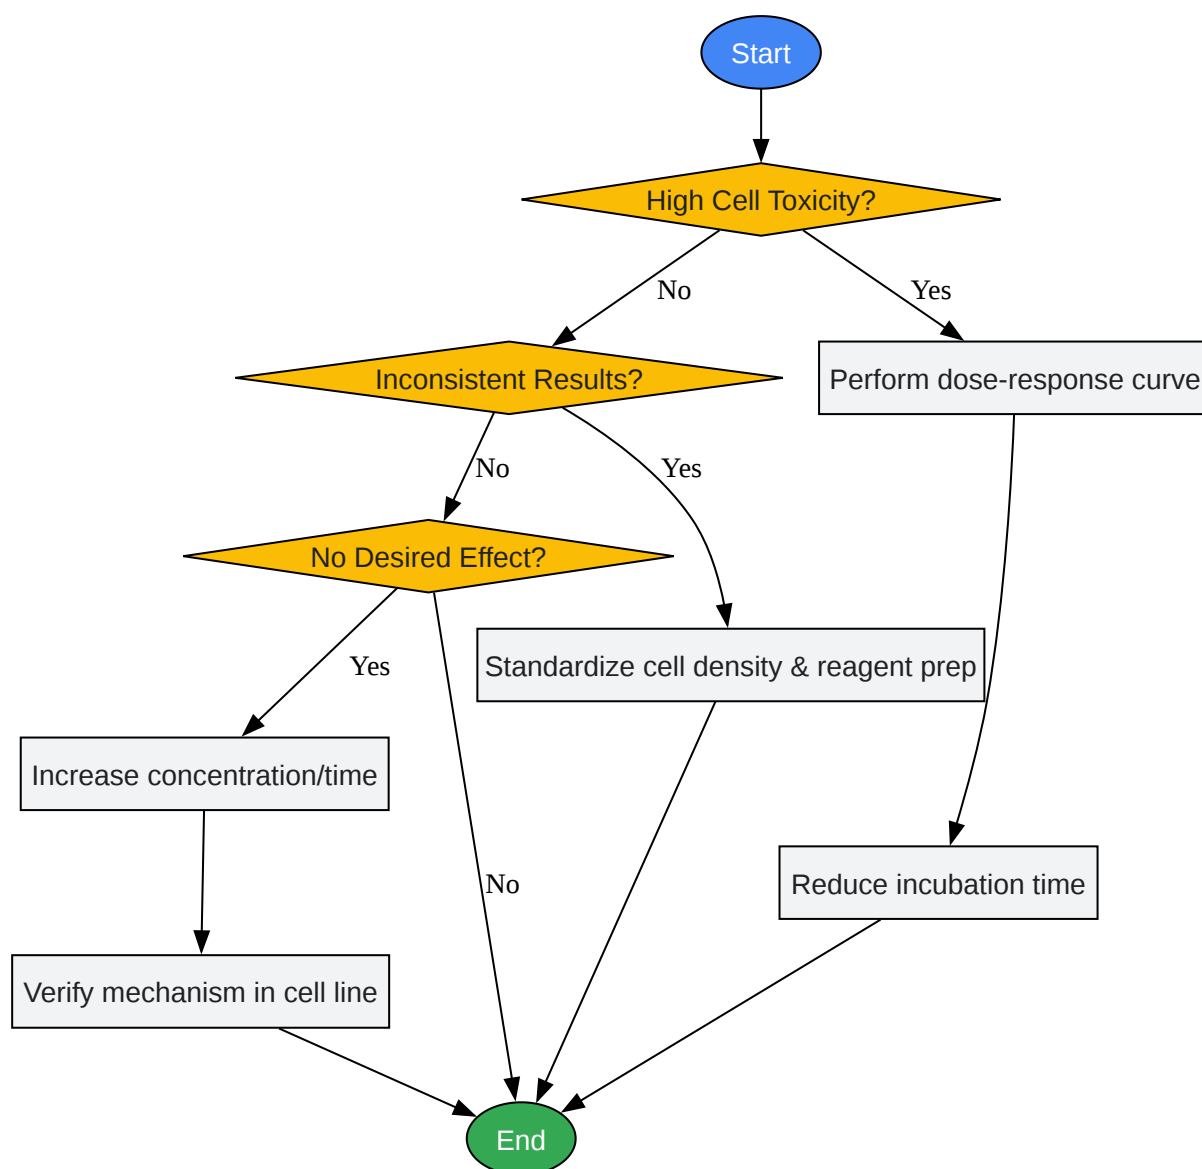 Start
High Cell Toxicity?
No
Yes
Inconsistent Results?
Perform dose-response curve
No
Yes
No Desired Effect?
Yes
Standardize cell density & reagent prep
Increase concentration/time
No
Reduce incubation time
Verify mechanism in cell line
End